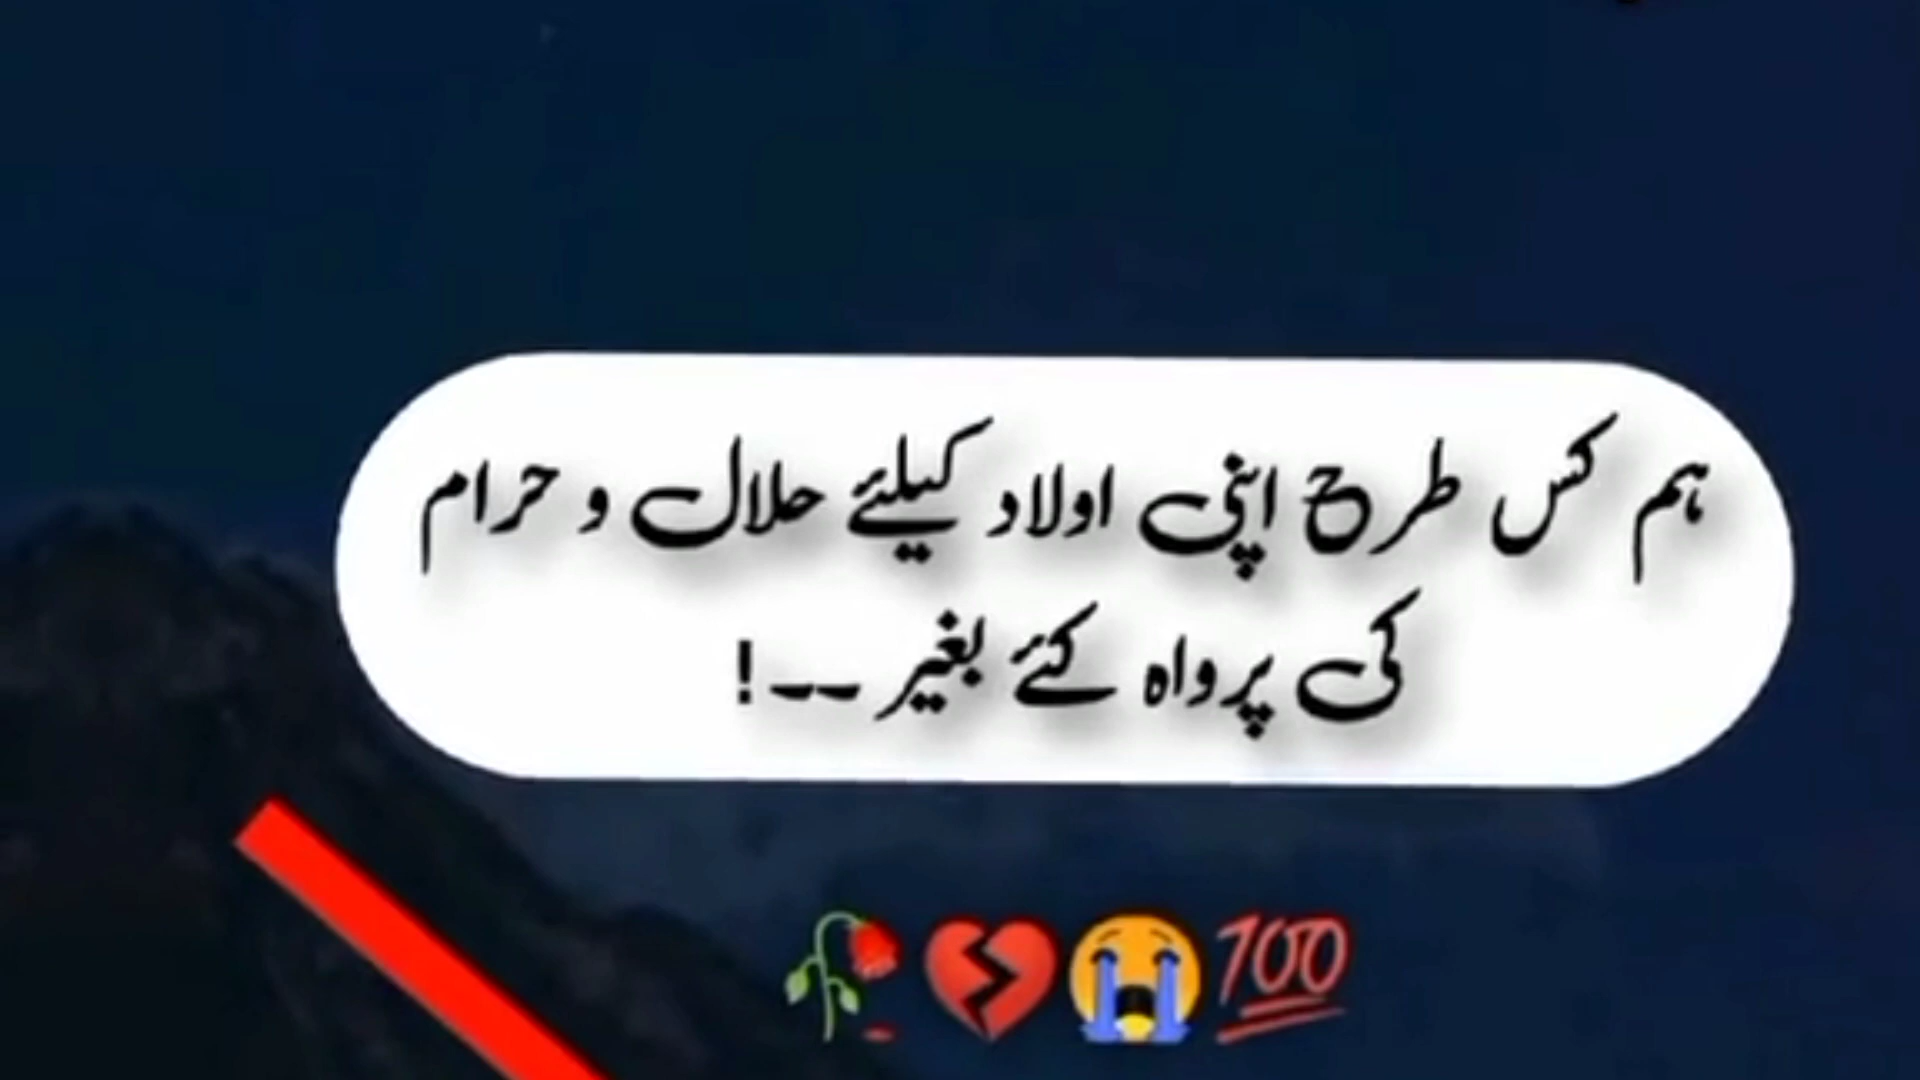 ہم کس طرح اپنی اولاد کیلئے حلال و حرام
کی پرواہ کئے بغیر ۔۔!
🥀💔😭💯